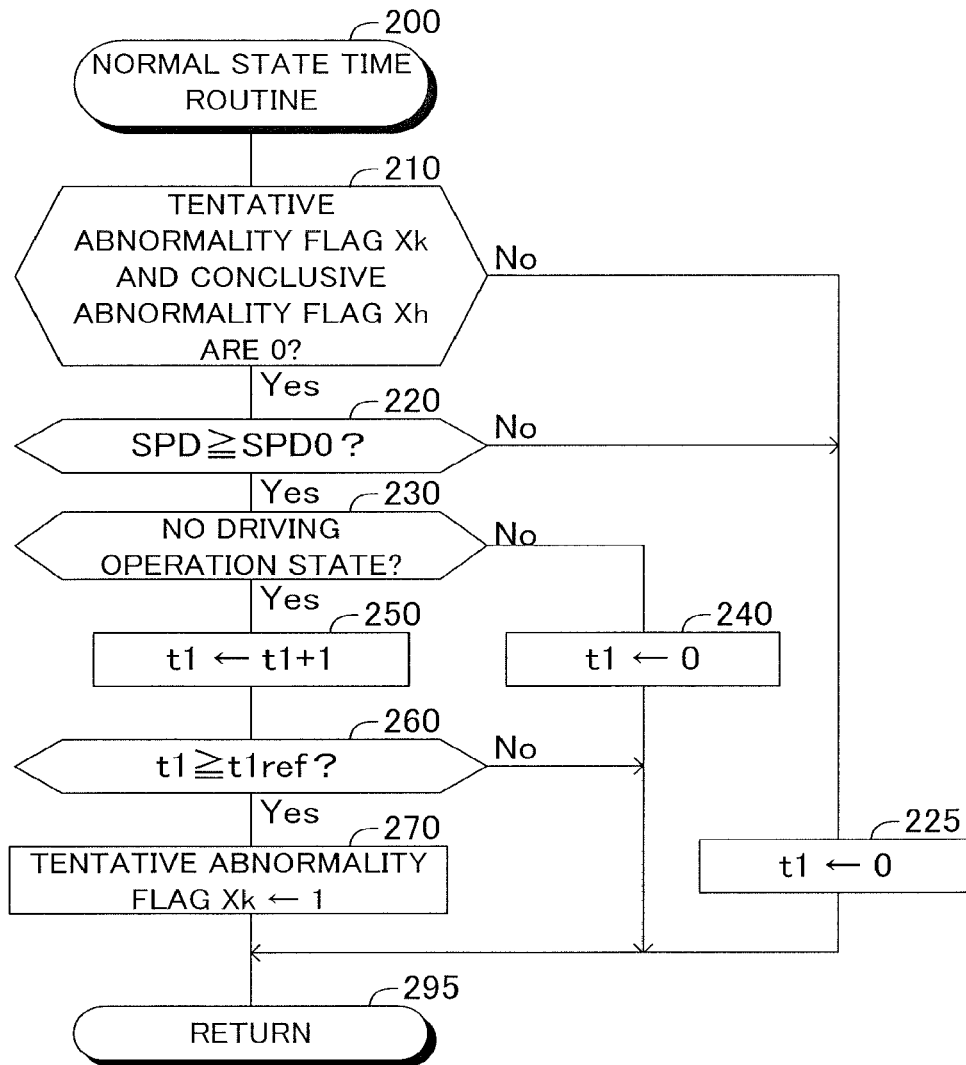 200
NORMAL STATE TIME
ROUTINE
210
TENTATIVE
ABNORMALITY FLAG Xk
AND CONCLUSIVE
ABNORMALITY FLAG Xh
ARE 0?
No
Yes
220
SPD≧SPD0?
No
Yes
230
NO DRIVING
OPERATION STATE?
No
Yes
250
t1 ← t1+1
240
t1 ← 0
260
t1≧t1ref?
No
Yes
270
TENTATIVE ABNORMALITY
FLAG Xk ← 1
225
t1 ← 0
295
RETURN